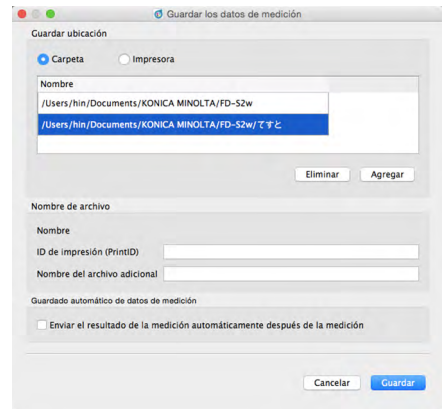 Guardar los datos de medición
Guardar ubicación
Carpeta Impresora
Nombre
/Users/hin/Documents/KONICA MINOLTA/FD-S2w
/Users/hin/Documents/KONICA MINOLTA/FD-S2w/てすと
Eliminar Agregar
Nombre de archivo
Nombre
ID de impresión (PrintID)
Nombre del archivo adicional
Guardado automático de datos de medición
Enviar el resultado de la medición automáticamente después de la medición
Cancelar Guardar